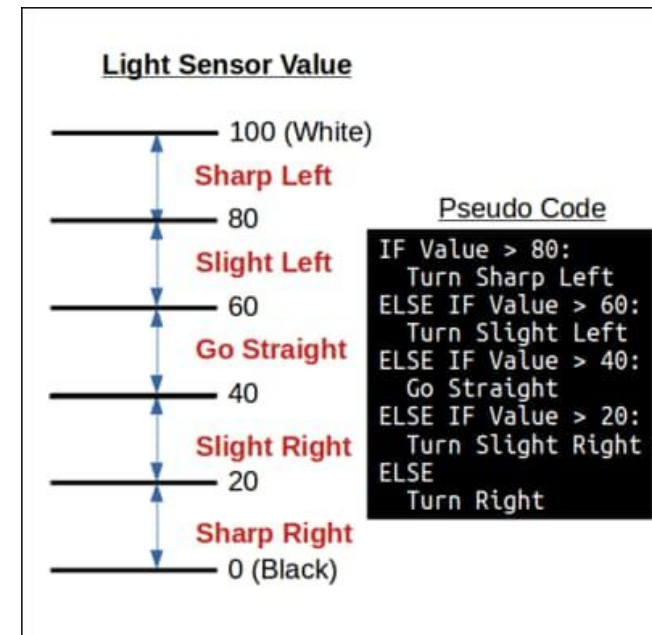 Light Sensor Value
100 (White)
Sharp Left
80
Slight Left
60
Go Straight
40
Slight Right
20
Sharp Right
0 (Black)
Pseudo Code
IF Value > 80:
Turn Sharp Left
ELSE IF Value > 60:
Turn Slight Left
ELSE IF Value > 40:
Go Straight
ELSE IF Value > 20:
Turn Slight Right
ELSE
Turn Right